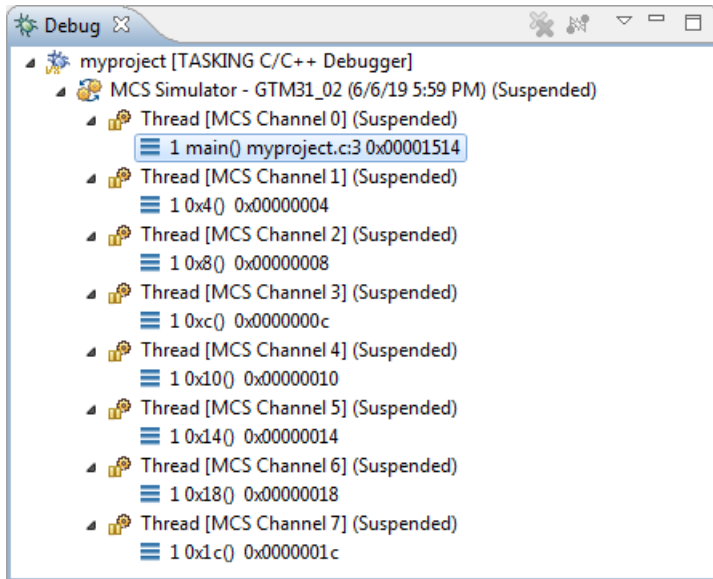 Debug
myproject [TASKING C/C++ Debugger]
MCS Simulator - GTM31_02 (6/6/19 5:59 PM) (Suspended)
Thread [MCS Channel 0] (Suspended)
1 main() myproject.c:3 0x00001514
Thread [MCS Channel 1] (Suspended)
1 0x4() 0x00000004
Thread [MCS Channel 2] (Suspended)
1 0x8() 0x00000008
Thread [MCS Channel 3] (Suspended)
1 0xc() 0x0000000c
Thread [MCS Channel 4] (Suspended)
1 0x10() 0x00000010
Thread [MCS Channel 5] (Suspended)
1 0x14() 0x00000014
Thread [MCS Channel 6] (Suspended)
1 0x18() 0x00000018
Thread [MCS Channel 7] (Suspended)
1 0x1c() 0x0000001c